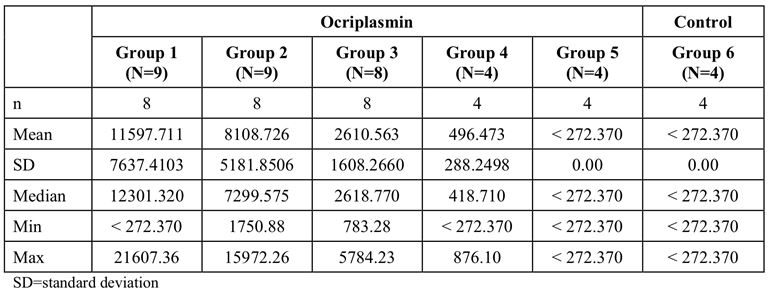 Ocriplasmin Control
Group 1 Group 2 Group 3 Group 4 Group 5 Group 6
(N=9) (N=9) (N=8) (N=4) (N=4) (N=4)
n 8 8 8 4 4 4
Mean 11597.711 8108.726 2610.563 496.473 < 272.370 < 272.370
SD 7637.4103 5181.8506 1608.2660 288.2498 0.00 0.00
Median 12301.320 7299.575 2618.770 418.710 < 272.370 < 272.370
Min < 272.370 1750.88 783.28 < 272.370 < 272.370 < 272.370
Max 21607.36 15972.26 5784.23 876.10 < 272.370 < 272.370
SD=standard deviation